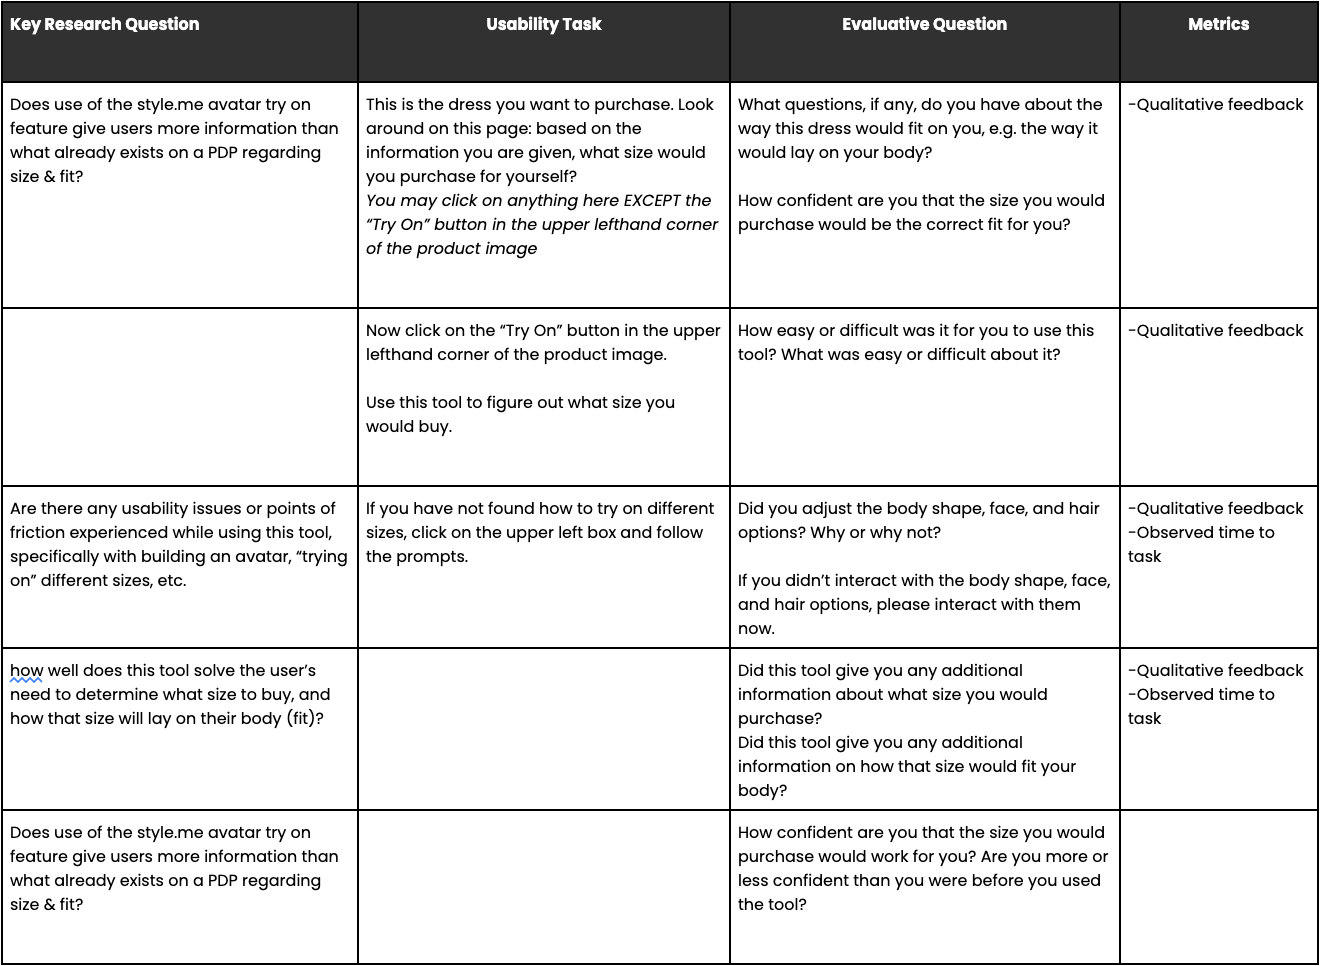 Key Research Question
Usability Task
Evaluative Question
Metrics
Does use of the style.me avatar try on
feature give users more information than
what already exists on a PDP regarding
size & fit?
This is the dress you want to purchase. Look
around on this page: based on the
information you are given, what size would
you purchase for yourself?
You may click on anything here EXCEPT the
“Try On” button in the upper lefthand corner
of the product image
What questions, if any, do you have about the
way this dress would fit on you, e.g. the way it
would lay on your body?
How confident are you that the size you would
purchase would be the correct fit for you?
-Qualitative feedback
Now click on the “Try On” button in the upper
lefthand corner of the product image.
Use this tool to figure out what size you
would buy.
How easy or difficult was it for you to use this
tool? What was easy or difficult about it?
-Qualitative feedback
Are there any usability issues or points of
friction experienced while using this tool,
specifically with building an avatar, “trying
on” different sizes, etc.
If you have not found how to try on different
sizes, click on the upper left box and follow
the prompts.
Did you adjust the body shape, face, and hair
options? Why or why not?
If you didn’t interact with the body shape, face,
and hair options, please interact with them
now.
-Qualitative feedback
-Observed time to
task
how well does this tool solve the user’s
need to determine what size to buy, and
how that size will lay on their body (fit)?
Did this tool give you any additional
information about what size you would
purchase?
Did this tool give you any additional
information on how that size would fit your
body?
-Qualitative feedback
-Observed time to
task
Does use of the style.me avatar try on
feature give users more information than
what already exists on a PDP regarding
size & fit?
How confident are you that the size you would
purchase would work for you? Are you more or
less confident than you were before you used
the tool?